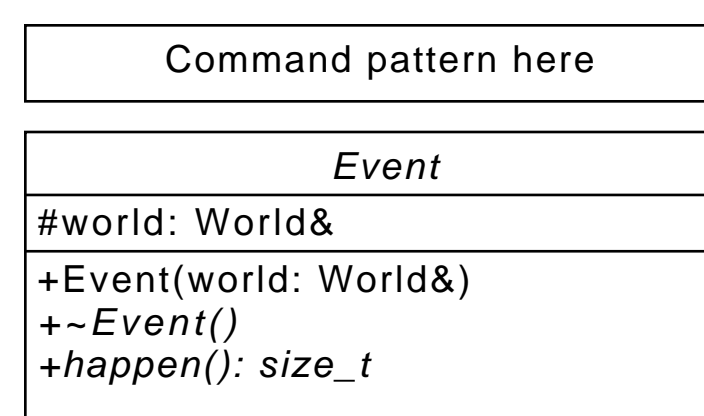 Command pattern here
Event
#world: World&
+Event(world: World&)
+~Event()
+happen(): size_t